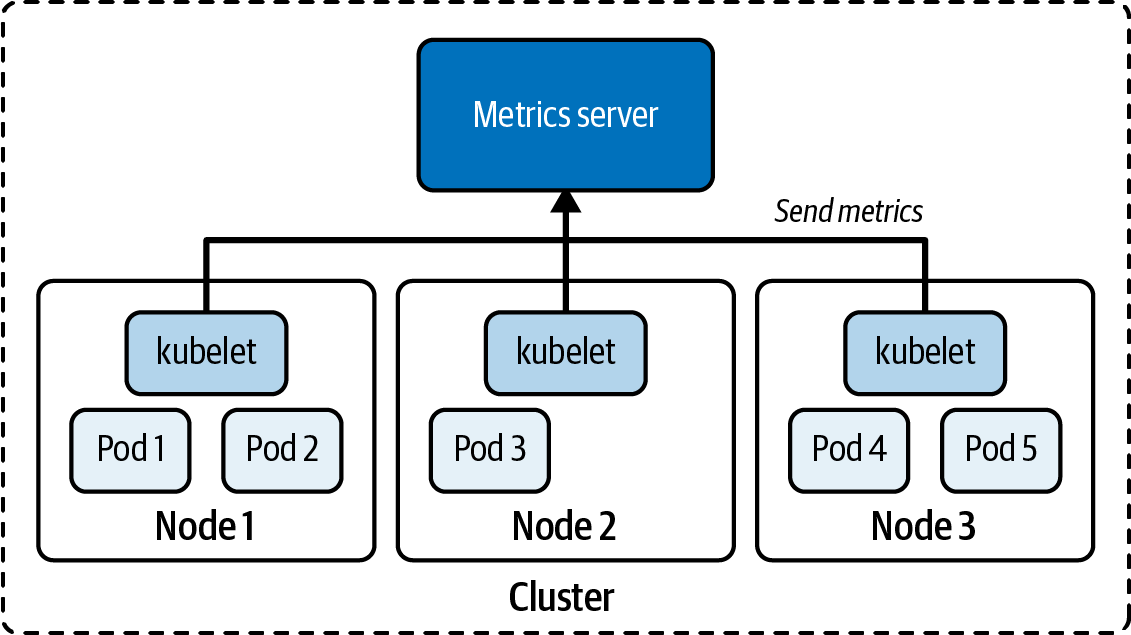 Metrics server
Send metrics
kubelet
kubelet
kubelet
Pod 1
Pod 2
Pod 3
Pod 4
Pod 5
Node 1
Node 2
Node 3
Cluster